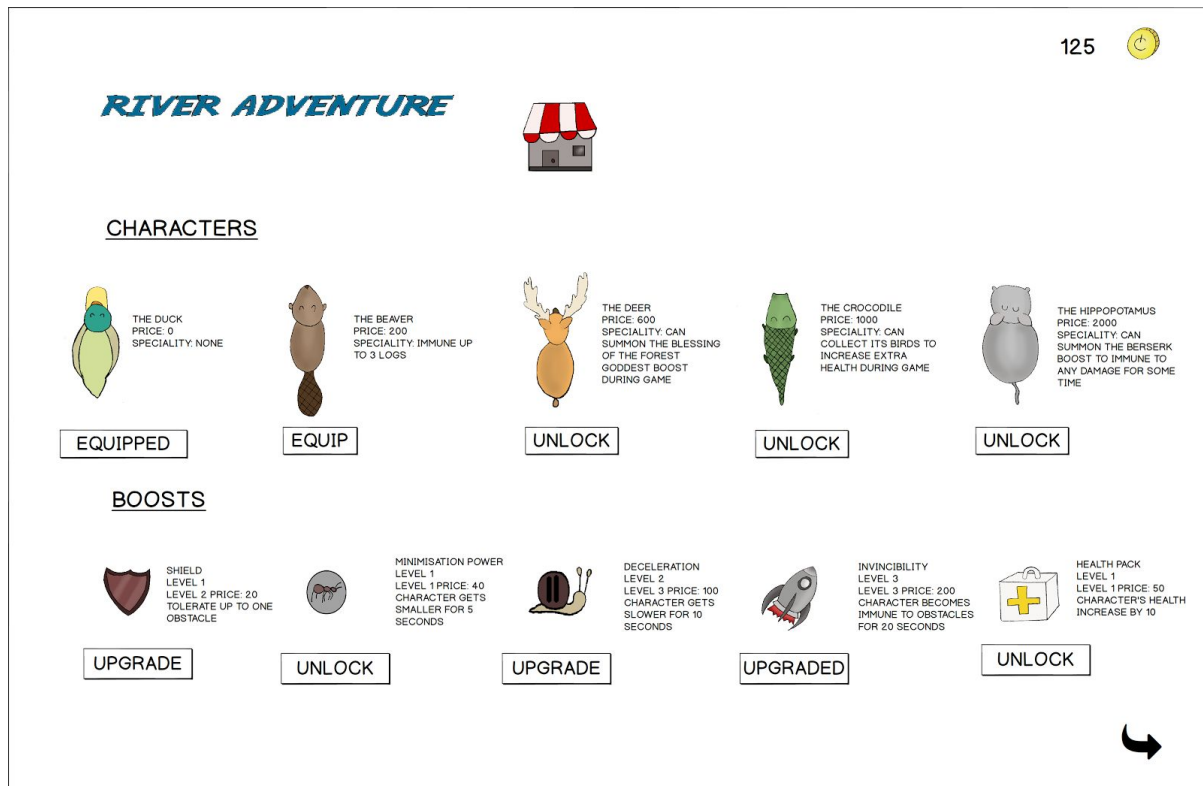 125
RIVER ADVENTURE
CHARACTERS
THE DUCK
PRICE: 0
SPECIALITY: NONE
EQUIPPED
THE BEAVER
PRICE: 200
SPECIALITY: IMMUNE UP
TO 3 LOGS
EQUIP
THE DEER
PRICE: 600
SPECIALITY: CAN
SUMMON THE BLESSING
OF THE FOREST
GODDEST BOOST
DURING GAME
UNLOCK
THE CROCODILE
PRICE: 1000
SPECIALITY: CAN
COLLECT ITS BIRDS TO
INCREASE EXTRA
HEALTH DURING GAME
UNLOCK
THE HIPPOPOTAMUS
PRICE: 2000
SPECIALITY: CAN
SUMMON THE BERSERK
BOOST TO IMMUNE TO
ANY DAMAGE FOR SOME
TIME
UNLOCK
BOOSTS
SHIELD
LEVEL 1
LEVEL 2 PRICE: 20
TOLERATE UP TO ONE
OBSTACLE
UPGRADE
MINIMISATION POWER
LEVEL 1
LEVEL 1 PRICE: 40
CHARACTER GETS
SMALLER FOR 5
SECONDS
UNLOCK
DECELERATION
LEVEL 2
LEVEL 3 PRICE: 100
CHARACTER GETS
SLOWER FOR 10
SECONDS
UPGRADE
INVINCIBILITY
LEVEL 3
LEVEL 3 PRICE: 200
CHARACTER BECOMES
IMMUNE TO OBSTACLES
FOR 20 SECONDS
UPGRADED
HEALTH PACK
LEVEL 1
LEVEL 1 PRICE: 50
CHARACTER'S HEALTH
INCREASE BY 10
UNLOCK